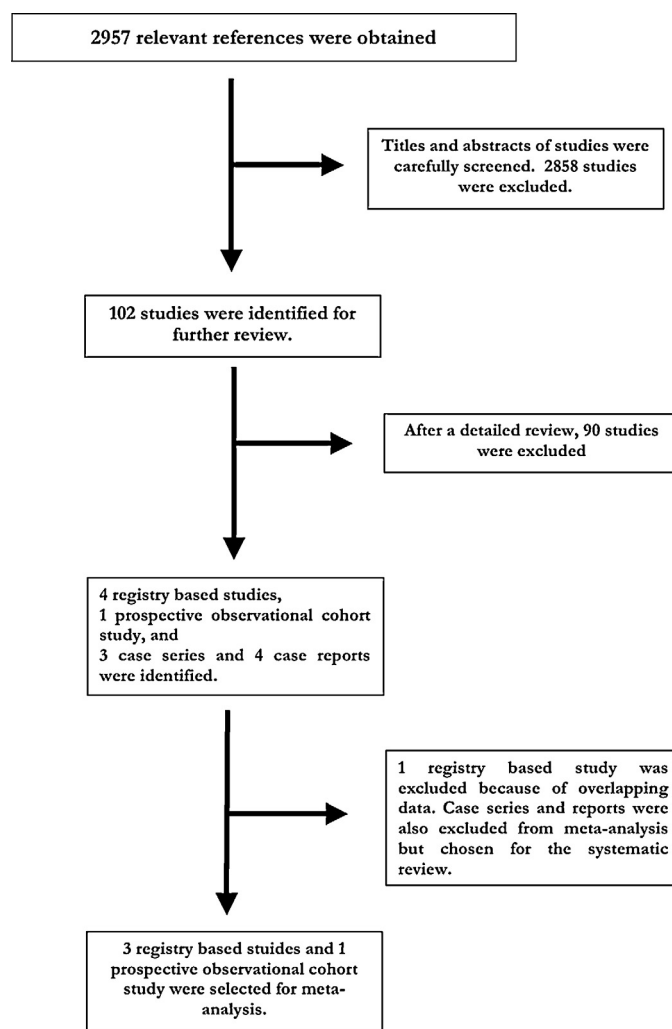 2957 relevant references were obtained
Titles and abstracts of studies were
carefully screened. 2858 studies
were excluded.
102 studies were identified for
further review.
After a detailed review, 90 studies
were excluded
4 registry based studies,
1 prospective observational cohort
study, and
3 case series and 4 case reports
were identified.
1 registry based study was
excluded because of overlapping
data. Case series and reports were
also excluded from meta-analysis
but chosen for the systematic
review.
3 registry based stuides and 1
prospective observational cohort
study were selected for meta-
analysis.